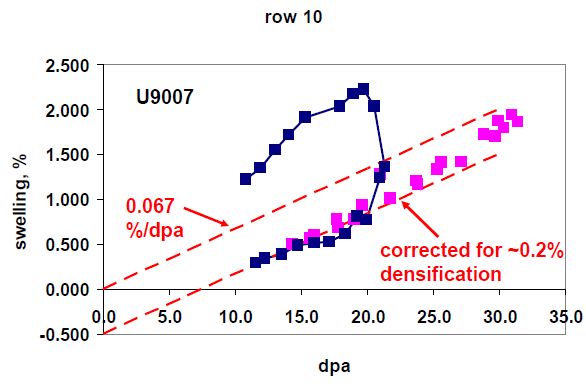 row 10
2.500
2.000
1.500
1.000
0.500
0.000
-0.500
swelling, %
U9007
0.067
%/dpa
corrected for ~0.2%
densification
0.0 5.0 10.0 15.0 20.0 25.0 30.0 35.0
dpa